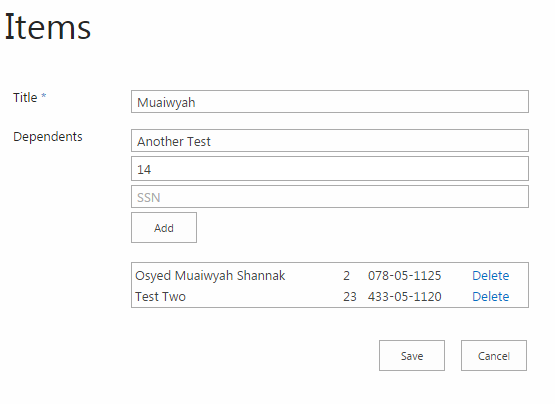 Items
Title *
Muaiwyah
Dependents
Another Test
14
SSN
Add
Osyed Muaiwyah Shannak 2 078-05-1125 Delete
Test Two 23 433-05-1120 Delete
Save Cancel